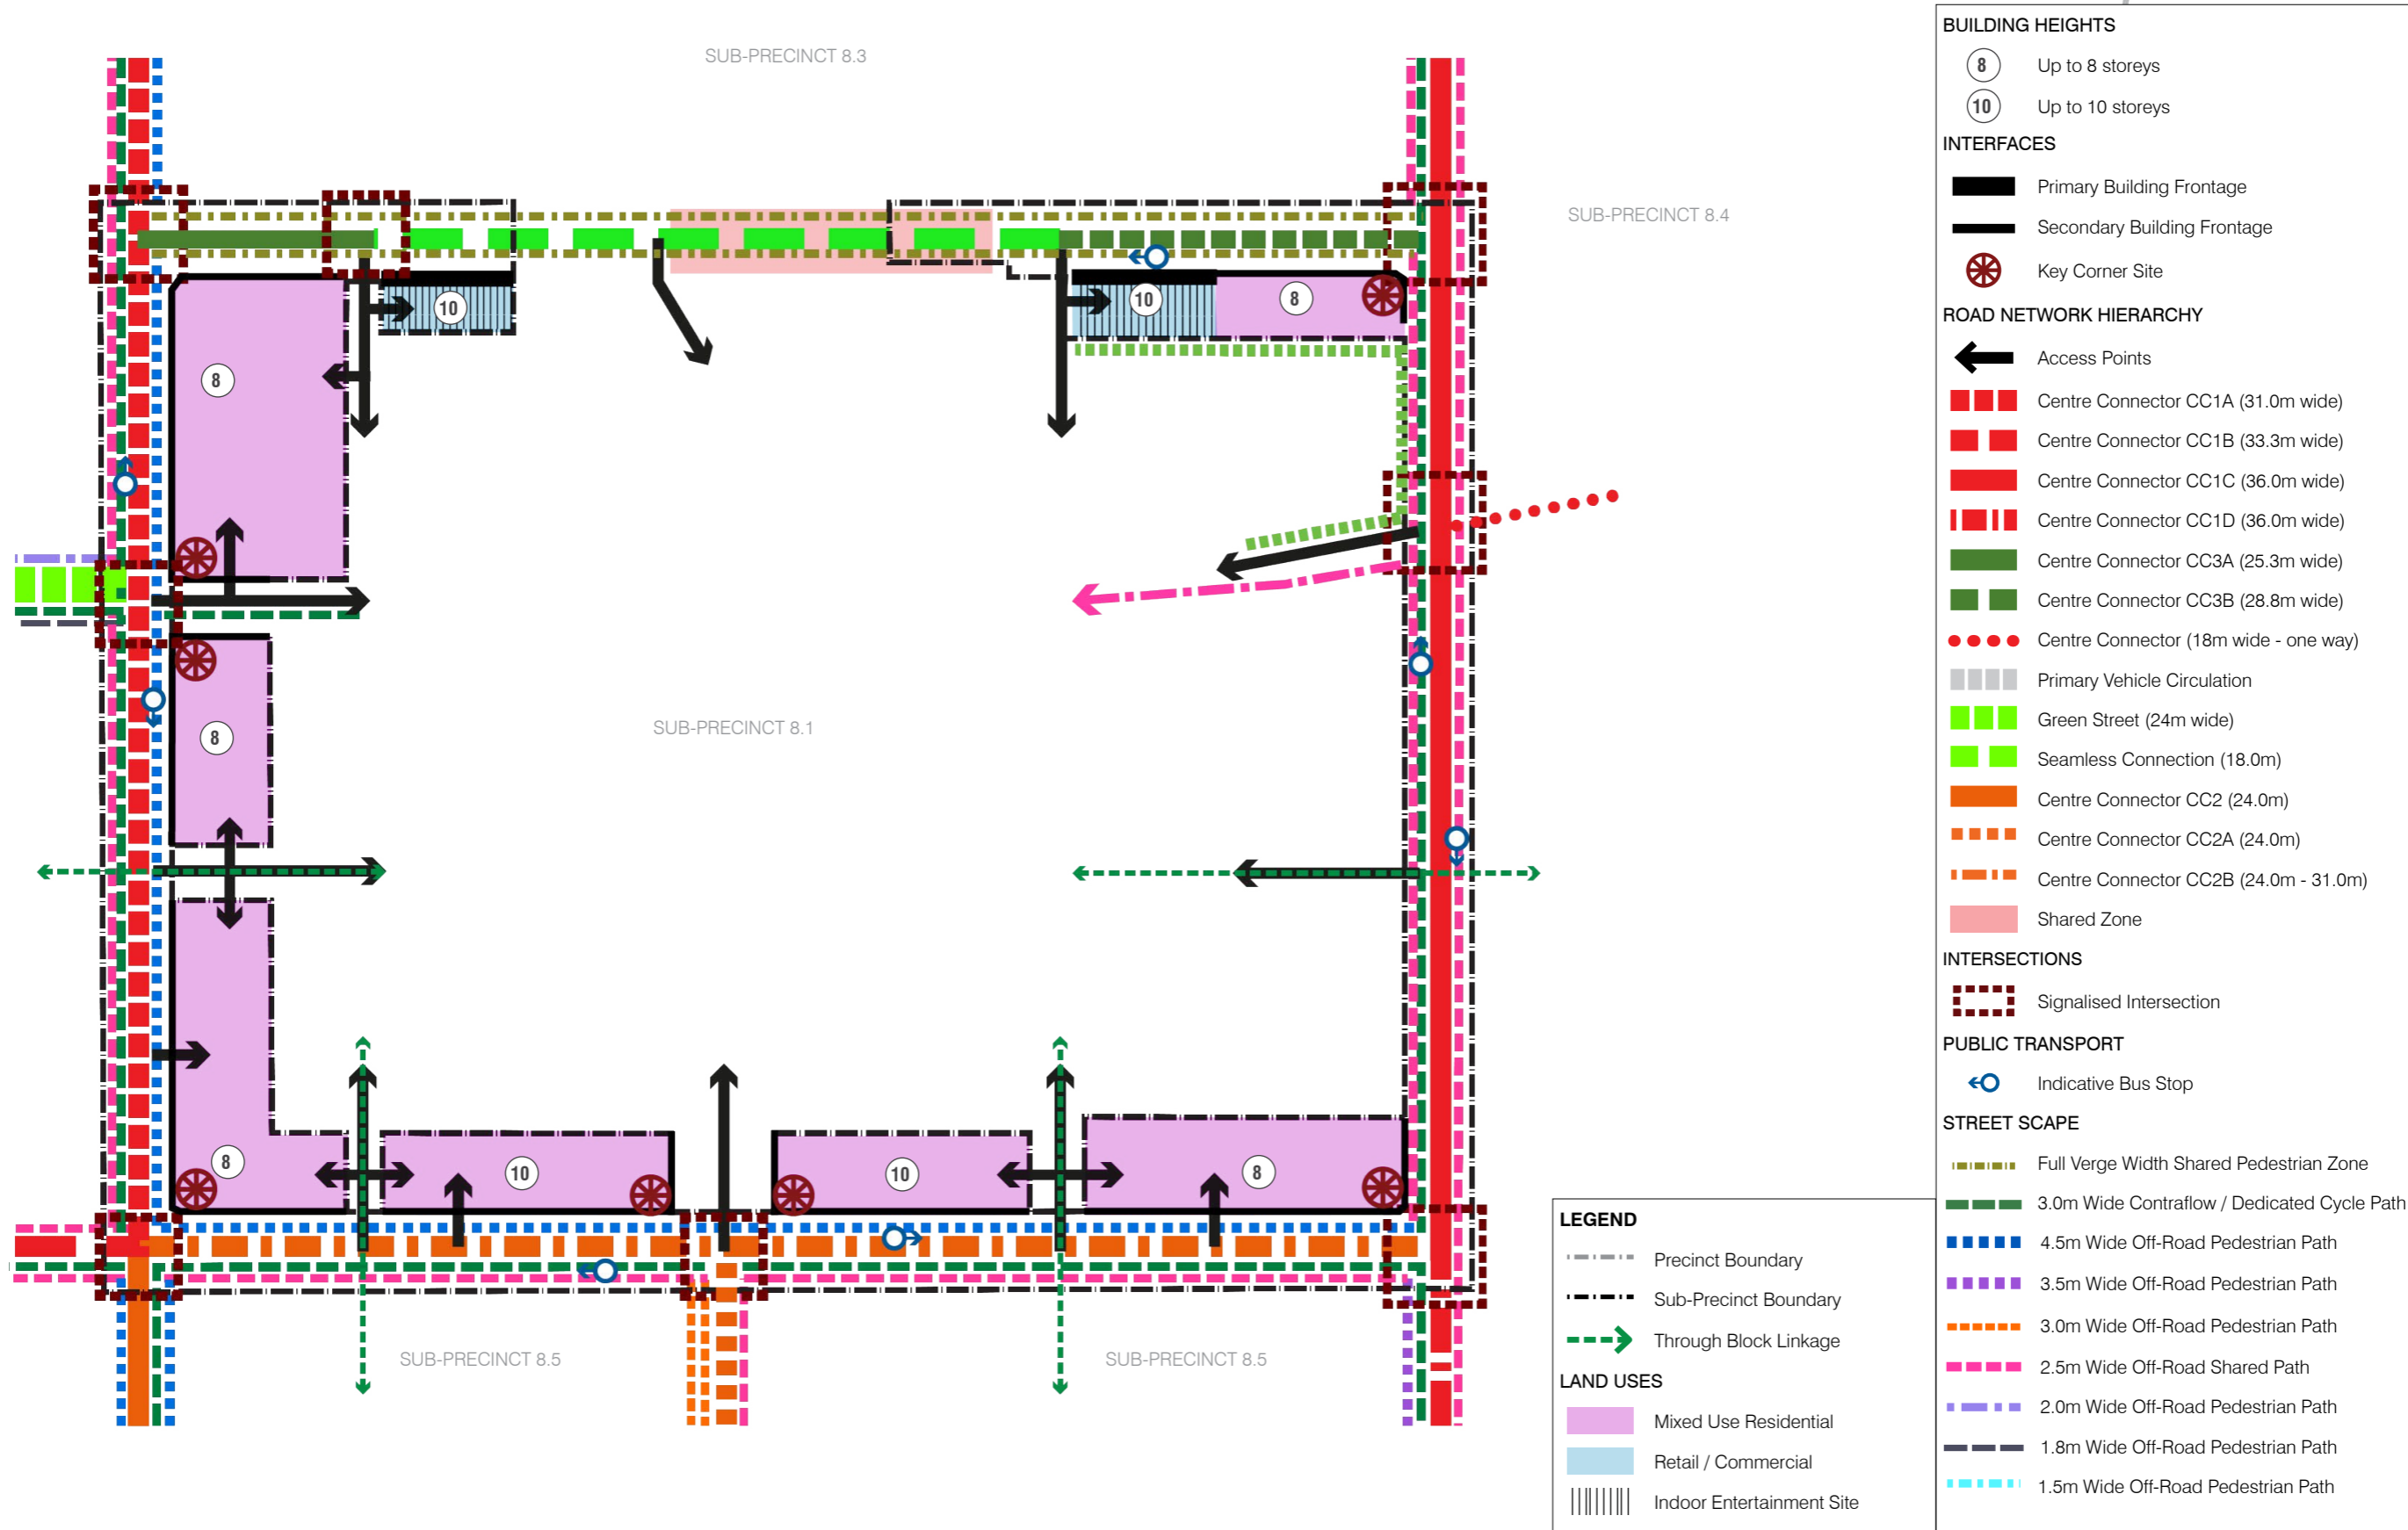 SUB-PRECINCT 8.3
SUB-PRECINCT 8.4
10
10
8
8
SUB-PRECINCT 8.1
8
8
10
10
8
SUB-PRECINCT 8.5
SUB-PRECINCT 8.5
LEGEND
Precinct Boundary
Sub-Precinct Boundary
Through Block Linkage
LAND USES
Mixed Use Residential
Retail / Commercial
Indoor Entertainment Site
BUILDING HEIGHTS
8 Up to 8 storeys
10 Up to 10 storeys
INTERFACES
Primary Building Frontage
Secondary Building Frontage
Key Corner Site
ROAD NETWORK HIERARCHY
Access Points
Centre Connector CC1A (31.0m wide)
Centre Connector CC1B (33.3m wide)
Centre Connector CC1C (36.0m wide)
Centre Connector CC1D (36.0m wide)
Centre Connector CC3A (25.3m wide)
Centre Connector CC3B (28.8m wide)
Centre Connector (18m wide - one way)
Primary Vehicle Circulation
Green Street (24m wide)
Seamless Connection (18.0m)
Centre Connector CC2 (24.0m)
Centre Connector CC2A (24.0m)
Centre Connector CC2B (24.0m - 31.0m)
Shared Zone
INTERSECTIONS
Signalised Intersection
PUBLIC TRANSPORT
Indicative Bus Stop
STREET SCAPE
Full Verge Width Shared Pedestrian Zone
3.0m Wide Contraflow / Dedicated Cycle Path
4.5m Wide Off-Road Pedestrian Path
3.5m Wide Off-Road Pedestrian Path
3.0m Wide Off-Road Pedestrian Path
2.5m Wide Off-Road Shared Path
2.0m Wide Off-Road Pedestrian Path
1.8m Wide Off-Road Pedestrian Path
1.5m Wide Off-Road Pedestrian Path